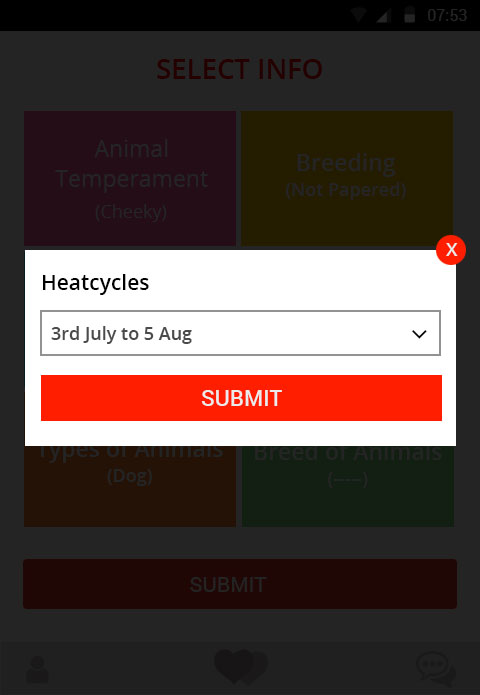 07:53
SELECT INFO
Animal
Temperament
(Cheeky)
Breeding
(Not Papered)
X
Heatcycles
3rd July to 5 Aug
SUBMIT
Types of Animals
(Dog)
Breed of Animals
(-----)
SUBMIT